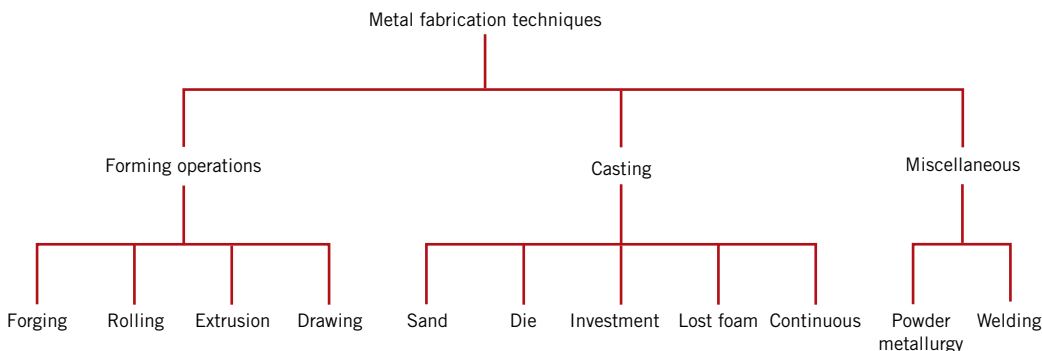 Metal fabrication techniques
Forming operations
Casting
Miscellaneous
Forging
Rolling
Extrusion
Drawing
Sand
Die
Investment
Lost foam
Continuous
Powder
metallurgy
Welding